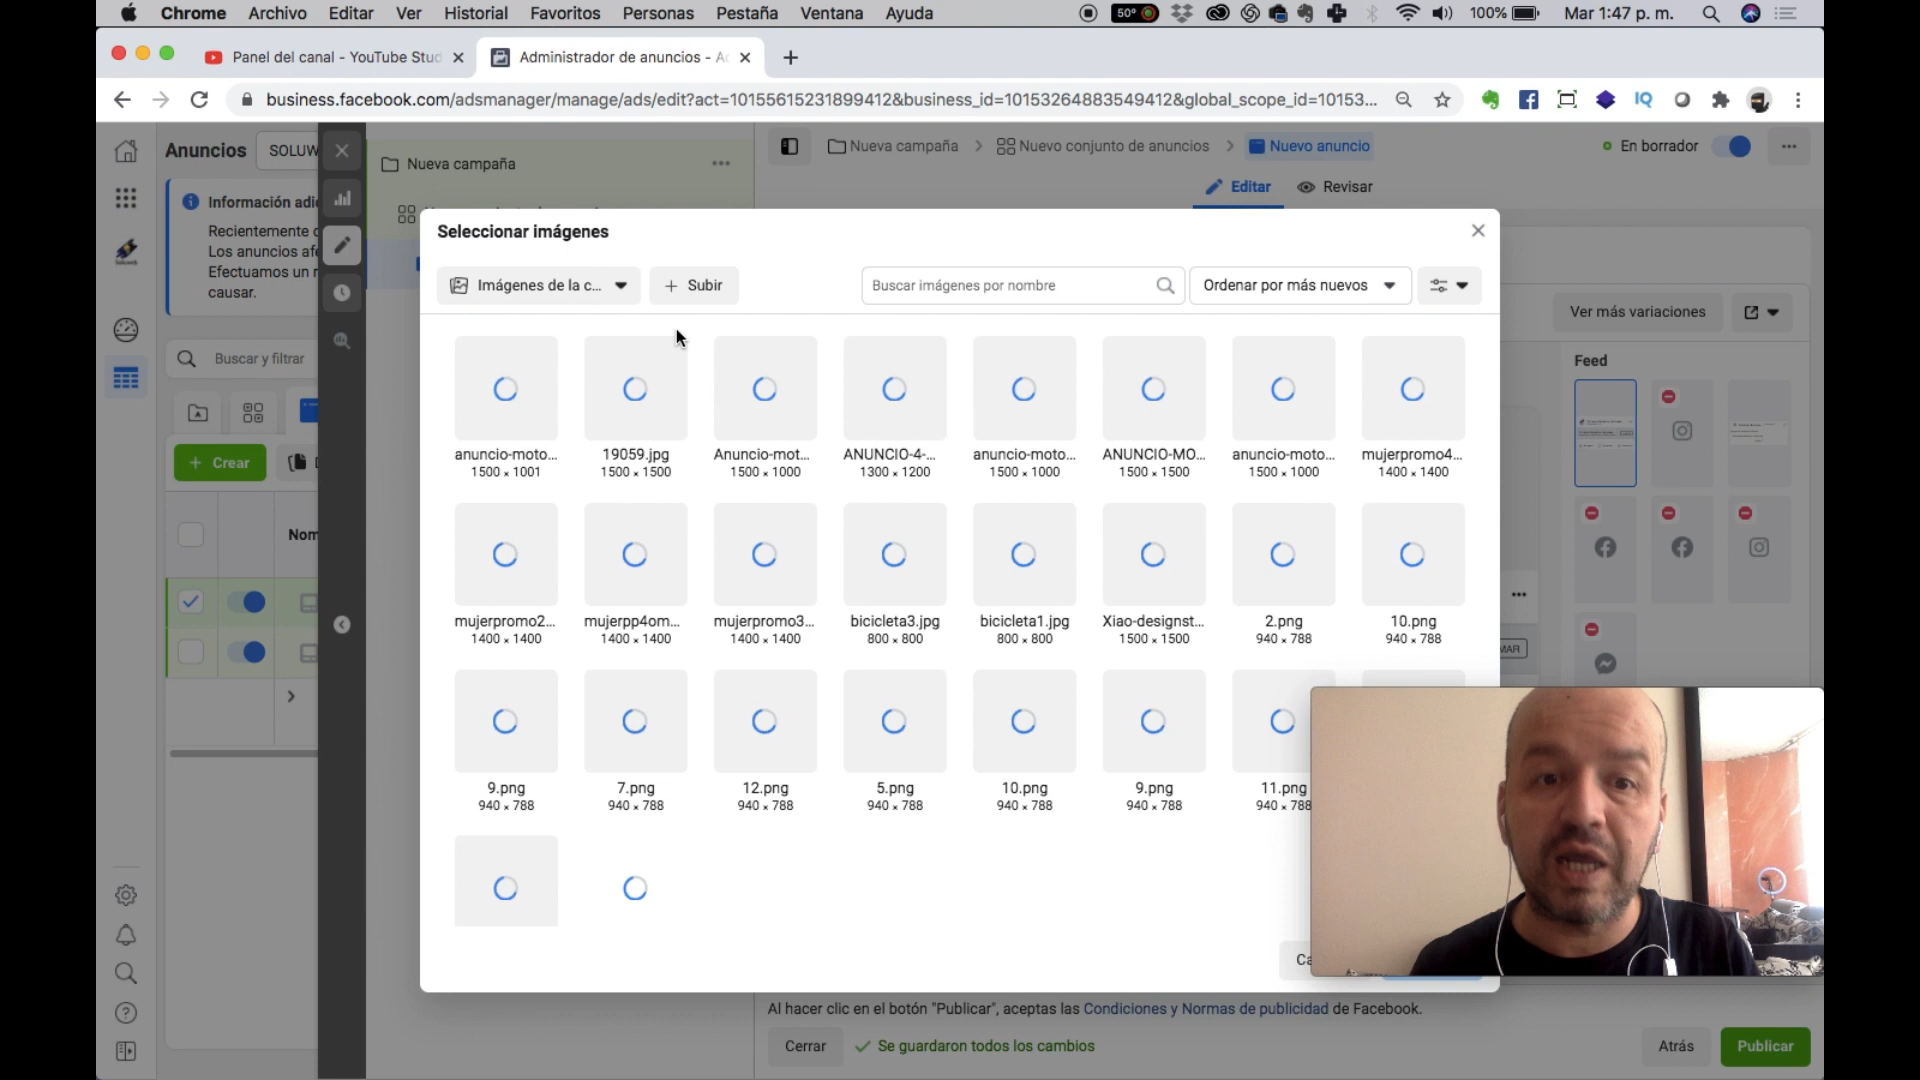 Chrome Archivo Editar Ver Historial Favoritos Personas Pestaña Ventana Ayuda 50° 100% Mar 1:47 p. m.
Panel del canal - YouTube Stud
Administrador de anuncios - Ad
business.facebook.com/adsmanager/manage/ads/edit?act=10155615231899412&business_id=10153264883549412&global_scope_id=10153...
IQ
Anuncios
SOLUW
Información adi
Recientemente
Los anuncios afe
Efectuamos un
causar.
Buscar y filtrar
+ Crear
Nom
Nueva campaña
Nueva campaña
Nuevo conjunto de anuncios
Nuevo anuncio
En borrador
Editar
Revisar
Ver más variaciones
Feed
Seleccionar imágenes
Imágenes de la c...
+ Subir
Buscar imágenes por nombre
Ordenar por más nuevos
anuncio-moto...
1500 × 1001
19059.jpg
1500 × 1500
Anuncio-mot...
1500 × 1000
ANUNCIO-4-...
1300 × 1200
anuncio-moto...
1500 × 1000
ANUNCIO-MO...
1500 × 1500
anuncio-moto...
1500 × 1000
mujerpromo4...
1400 × 1400
mujerpromo2...
1400 × 1400
mujerpp4om...
1400 × 1400
mujerpromo3...
1400 × 1400
bicicleta3.jpg
800 × 800
bicicleta1.jpg
800 × 800
Xiao-designst...
1500 × 1500
2.png
940 × 788
10.png
940 × 788
9.png
940 × 788
7.png
940 × 788
12.png
940 × 788
5.png
940 × 788
10.png
940 × 788
9.png
940 × 788
11.png
940 × 788
MAR
Ca
Al hacer clic en el botón "Publicar", aceptas las Condiciones y Normas de publicidad de Facebook.
Cerrar
Se guardaron todos los cambios
Atrás
Publicar